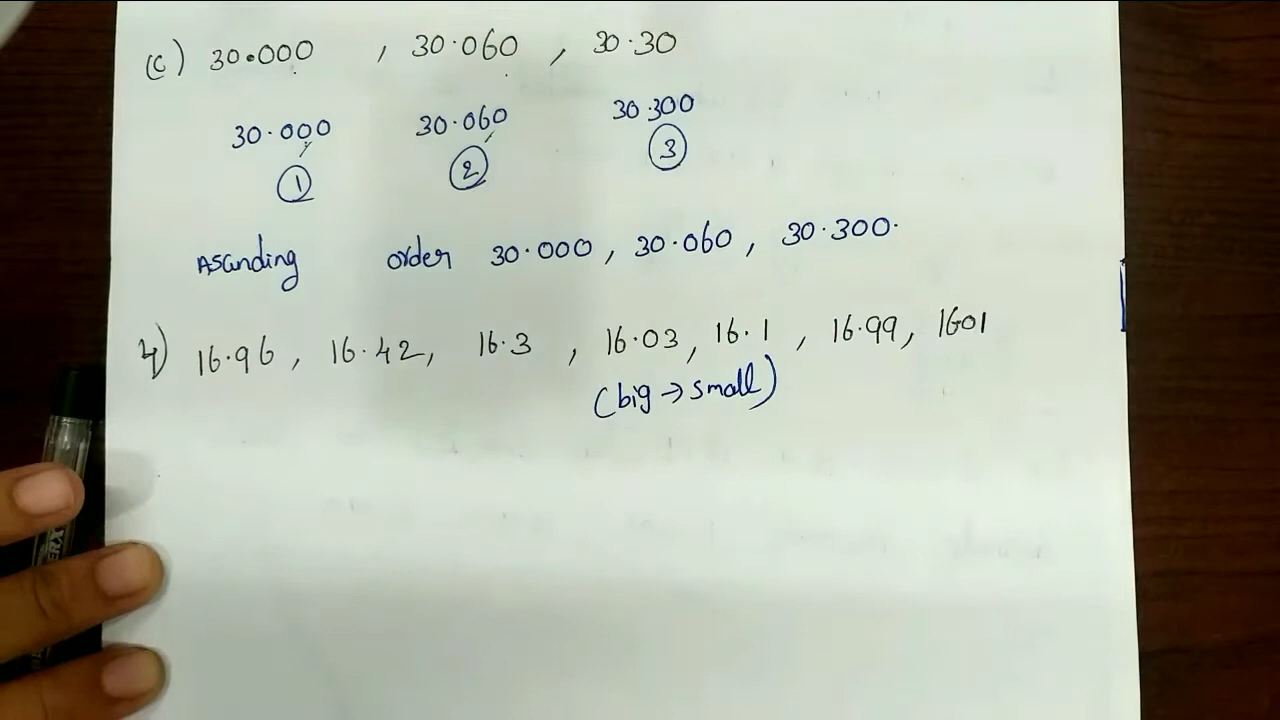 (c) 30.000 , 30.060 , 30.30
30.000 30.060 30.300
1 2 3
Ascending order 30.000, 30.060, 30.300.
4) 16.96, 16.42, 16.3, 16.03, 16.1, 16.99, 1601
(big → small)